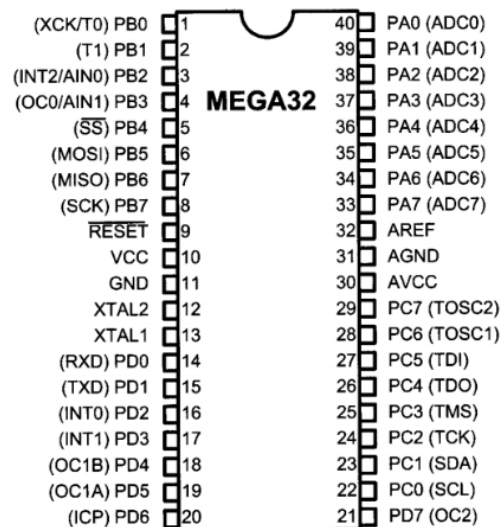 (XCK/T0) PB0 1 40 PA0 (ADC0)
(T1) PB1 2 39 PA1 (ADC1)
(INT2/AIN0) PB2 3 38 PA2 (ADC2)
(OC0/AIN1) PB3 4 MEGA32 37 PA3 (ADC3)
(SS) PB4 5 36 PA4 (ADC4)
(MOSI) PB5 6 35 PA5 (ADC5)
(MISO) PB6 7 34 PA6 (ADC6)
(SCK) PB7 8 33 PA7 (ADC7)
RESET 9 32 AREF
VCC 10 31 AGND
GND 11 30 AVCC
XTAL2 12 29 PC7 (TOSC2)
XTAL1 13 28 PC6 (TOSC1)
(RXD) PD0 14 27 PC5 (TDI)
(TXD) PD1 15 26 PC4 (TDO)
(INT0) PD2 16 25 PC3 (TMS)
(INT1) PD3 17 24 PC2 (TCK)
(OC1B) PD4 18 23 PC1 (SDA)
(OC1A) PD5 19 22 PC0 (SCL)
(ICP) PD6 20 21 PD7 (OC2)